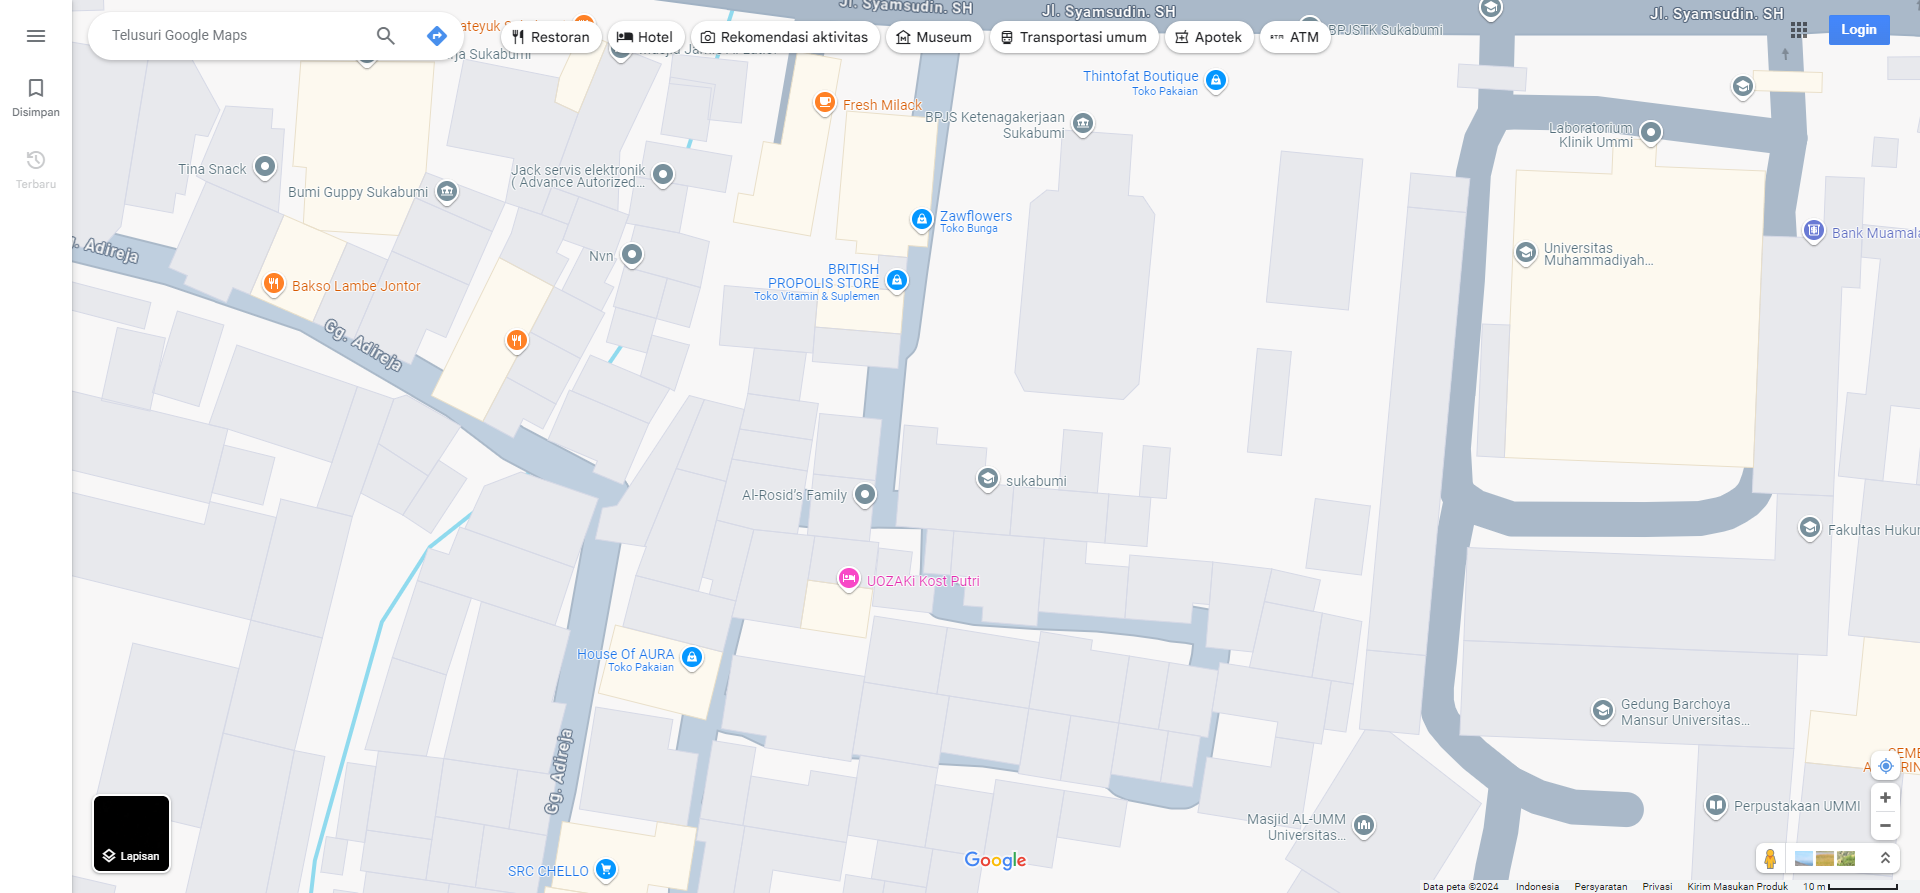 Telusuri Google Maps
Restoran
Hotel
Rekomendasi aktivitas
Museum
Transportasi umum
Apotek
ATM
Login
Disimpan
Terbaru
Jl. Syamsudin. SH
Jl. Syamsudin. SH
Jl. Syamsudin. SH
BPJSTK Sukabumi
Thintofat Boutique
Toko Pakaian
Fresh Milack
BPJS Ketenagakerjaan
Sukabumi
Laboratorium
Klinik Ummi
Tina Snack
Bumi Guppy Sukabumi
Jack servis elektronik
( Advance Autorized...
Zawflowers
Toko Bunga
Nvn
Universitas
Muhammadiyah...
Bank Muamala
Gg. Adireja
Bakso Lambe Jontor
BRITISH
PROPOLIS STORE
Toko Vitamin & Suplemen
Gg. Adireja
Al-Rosid's Family
sukabumi
Fakultas Hukum
UOZAKi Kost Putri
House Of AURA
Toko Pakaian
Gedung Barchoya
Mansur Universitas...
Gg. Adireja
Perpustakaan UMMI
Masjid AL-UMM
Universitas...
Lapisan
SRC CHELLO
Google
Data peta ©2024
Indonesia
Persyaratan
Privasi
Kirim Masukan Produk
10 m